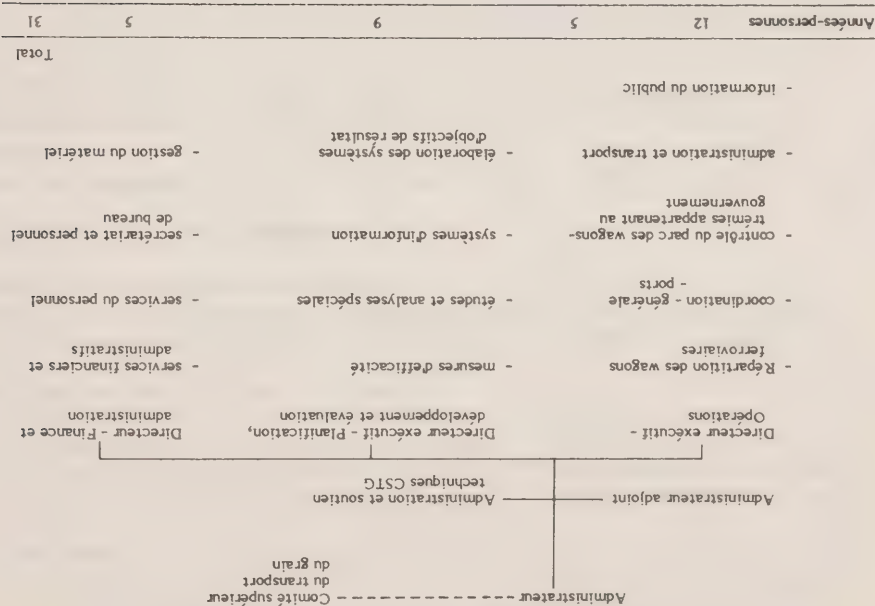 Administrateur - - - - - - - - - - Comité supérieur
du transport
du grain
Administrateur adjoint
Administration et soutien
techniques CSTG
Directeur exécutif -
Opérations
Directeur exécutif - Planification,
développement et évaluation
Directeur - Finance et
administration
- Répartition des wagons
ferroviaires
- mesures d'efficacité
- services financiers et
administratifs
- coordination - générale
- ports
- études et analyses spéciales
- services du personnel
- contrôle du parc des wagons-
trémies appartenant au
gouvernement
- systèmes d'information
- secrétariat et personnel
de bureau
- administration et transport
- élaboration des systèmes
d'objectifs de résultat
- gestion du matériel
- information du public
Total
Années-personnes 12 5 9 5 31